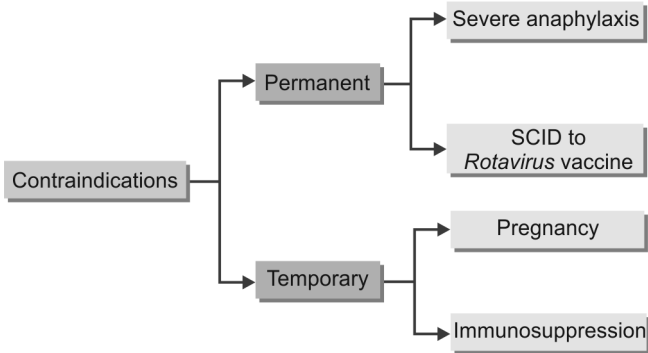 Severe anaphylaxis
Permanent
SCID to
Rotavirus vaccine
Contraindications
Pregnancy
Temporary
Immunosuppression